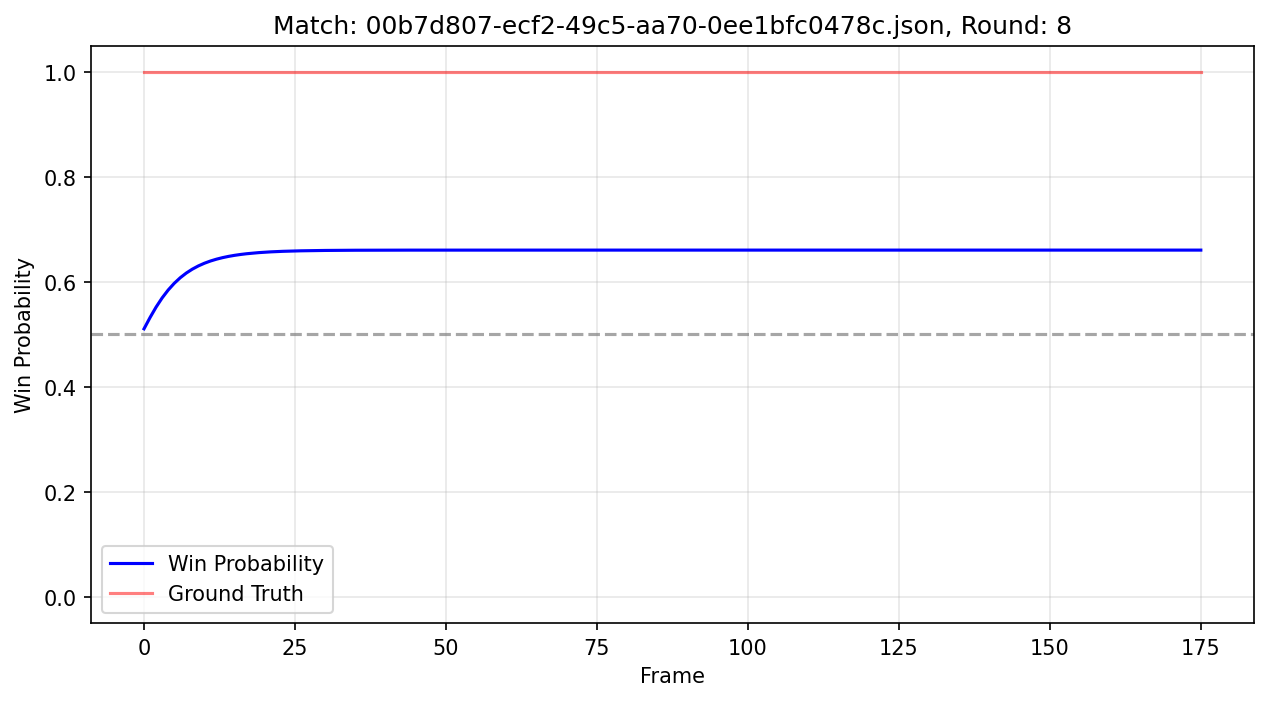 Match: 00b7d807-ecf2-49c5-aa70-0ee1bfc0478c.json, Round: 8
Win Probability
1.0
0.8
0.6
0.4
0.2
0.0
Win Probability
Ground Truth
0 25 50 75 100 125 150 175
Frame